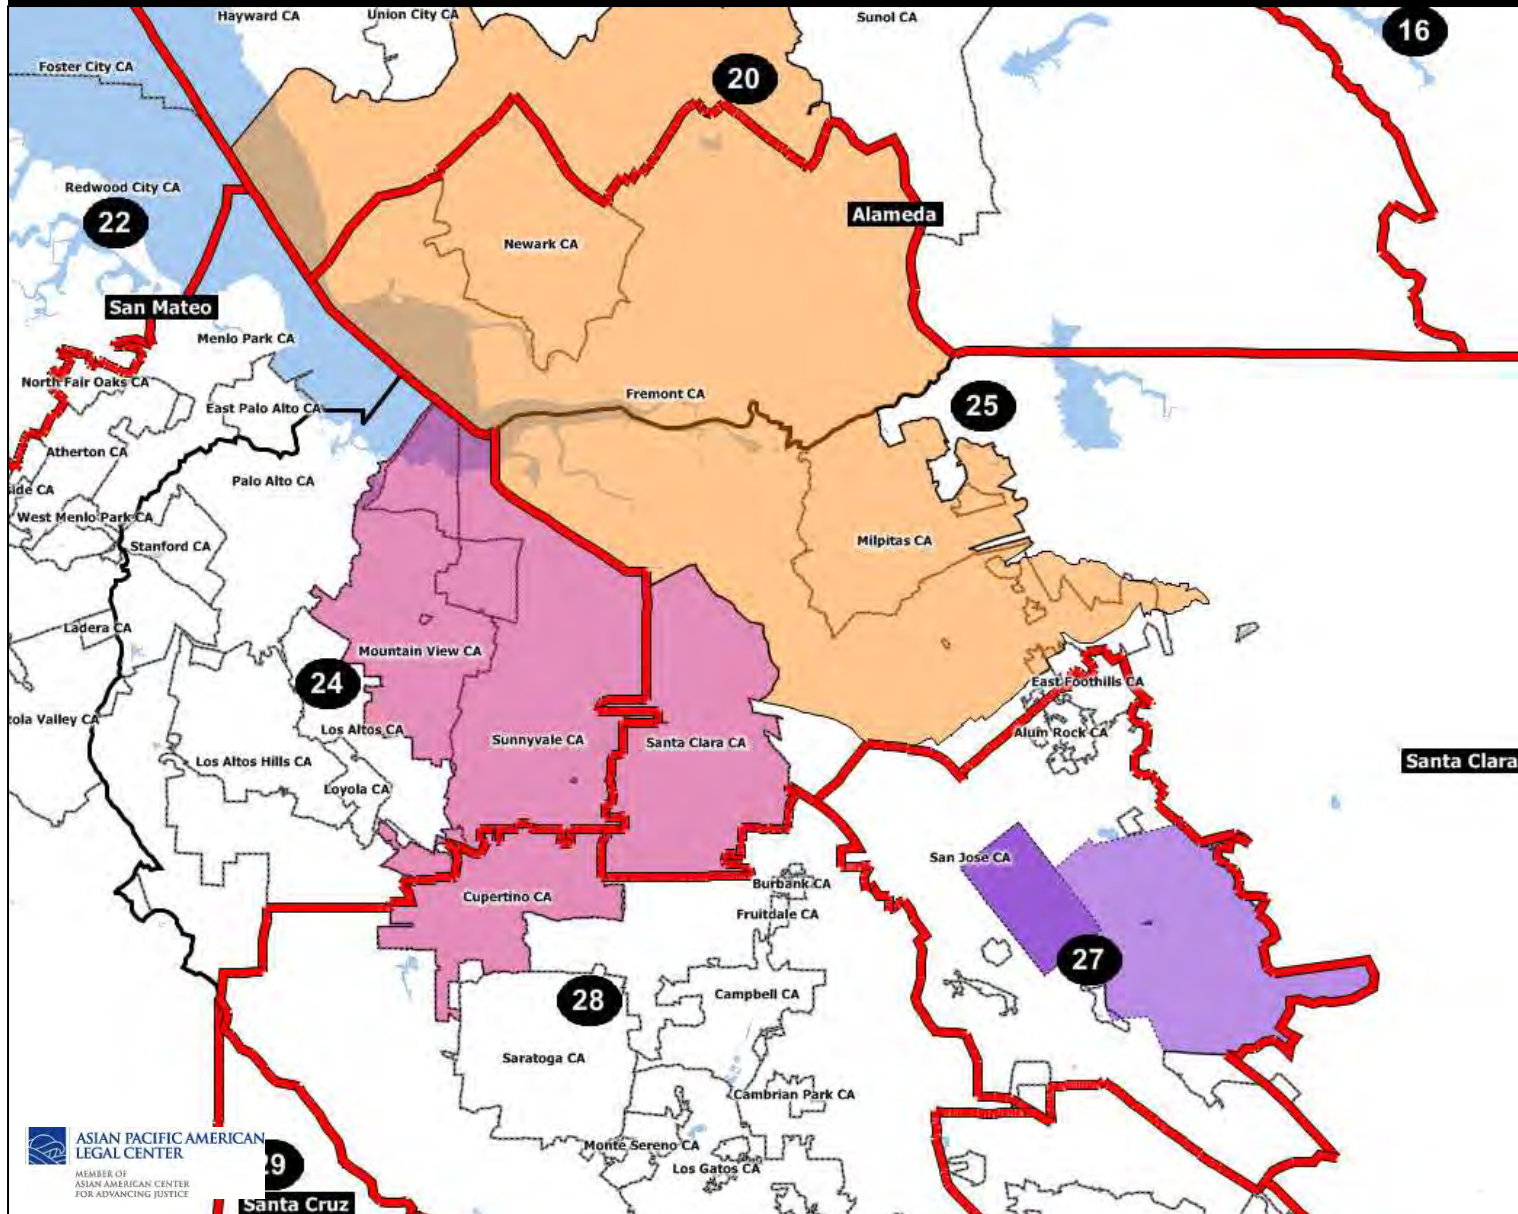 Hayward CA
Union City CA
Sunol CA
16
Foster City CA
20
Redwood City CA
22
Alameda
Newark CA
San Mateo
Menlo Park CA
North Fair Oaks CA
East Palo Alto CA
Fremont CA
25
Atherton CA
Palo Alto CA
side CA
West Menlo Park CA
Stanford CA
Milpitas CA
Ladera CA
Mountain View CA
24
East Foothills CA
tola Valley CA
Los Altos CA
Sunnyvale CA
Santa Clara CA
Alum Rock CA
Los Altos Hills CA
Santa Clara
Loyola CA
San Jose CA
Burbank CA
Cupertino CA
Fruitdale CA
27
28
Campbell CA
Saratoga CA
Cambrian Park CA
Monte Sereno CA
Los Gatos CA
ASIAN PACIFIC AMERICAN
LEGAL CENTER
MEMBER OF
ASIAN AMERICAN CENTER
FOR ADVANCING JUSTICE
29
Santa Cruz